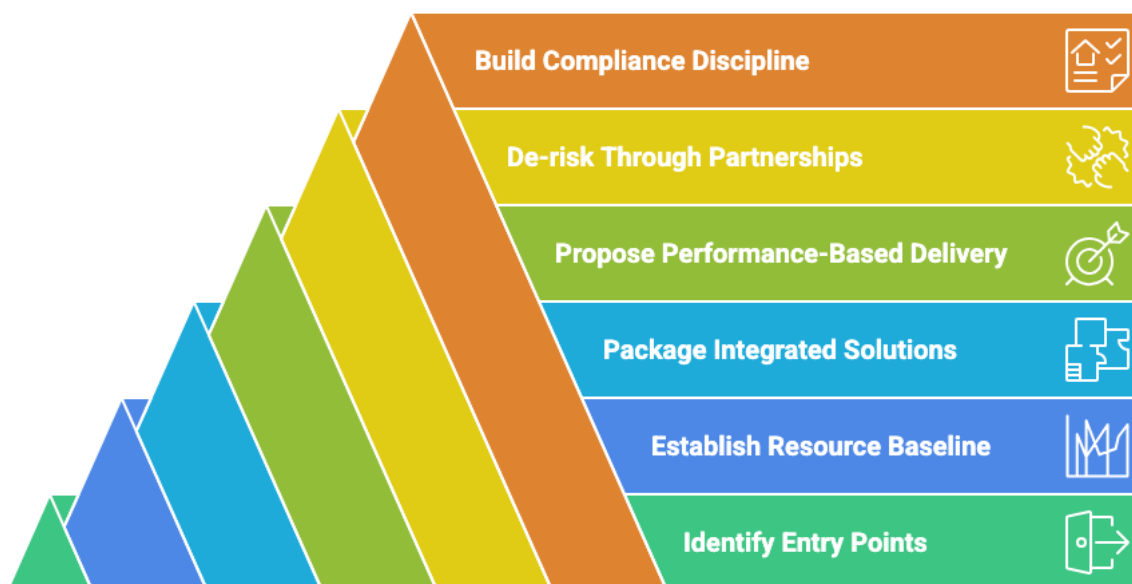 Build Compliance Discipline
De-risk Through Partnerships
Propose Performance-Based Delivery
Package Integrated Solutions
Establish Resource Baseline
Identify Entry Points